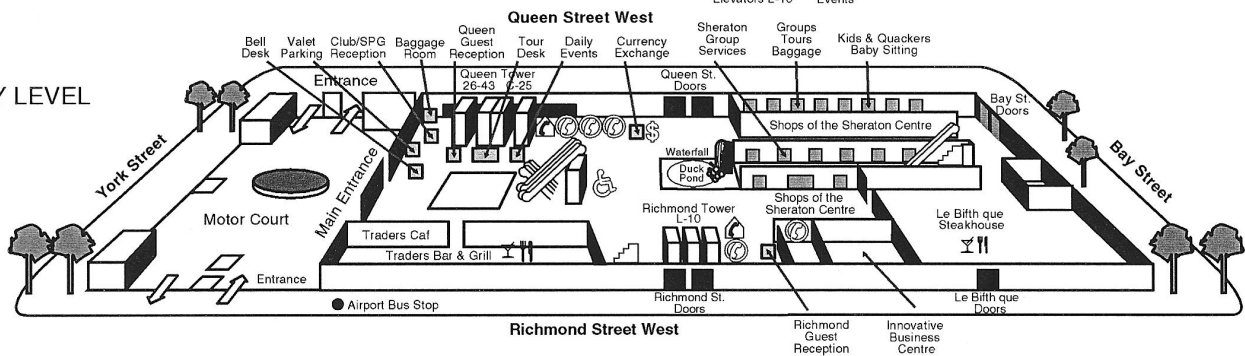 Elevators L-10 Events
Queen Street West
Bell
Desk
Valet
Parking
Club/SPG
Reception
Baggage
Room
Queen
Guest
Reception
Tour
Desk
Daily
Events
Currency
Exchange
Sheraton
Group
Services
Groups
Tours
Baggage
Kids & Quackers
Baby Sitting
LEVEL
Entrance
Queen Tower
26-43 C-25
Queen St.
Doors
Bay St.
Doors
Shops of the Sheraton Centre
$
York Street
Main Entrance
Waterfall
Duck
Pond
Bay Street
Motor Court
Shops of the
Sheraton Centre
Richmond Tower
L-10
Le Bifth que
Steakhouse
Traders Caf
Traders Bar & Grill
Entrance
Airport Bus Stop
Richmond St.
Doors
Le Bifth que
Doors
Richmond Street West
Richmond
Guest
Reception
Innovative
Business
Centre